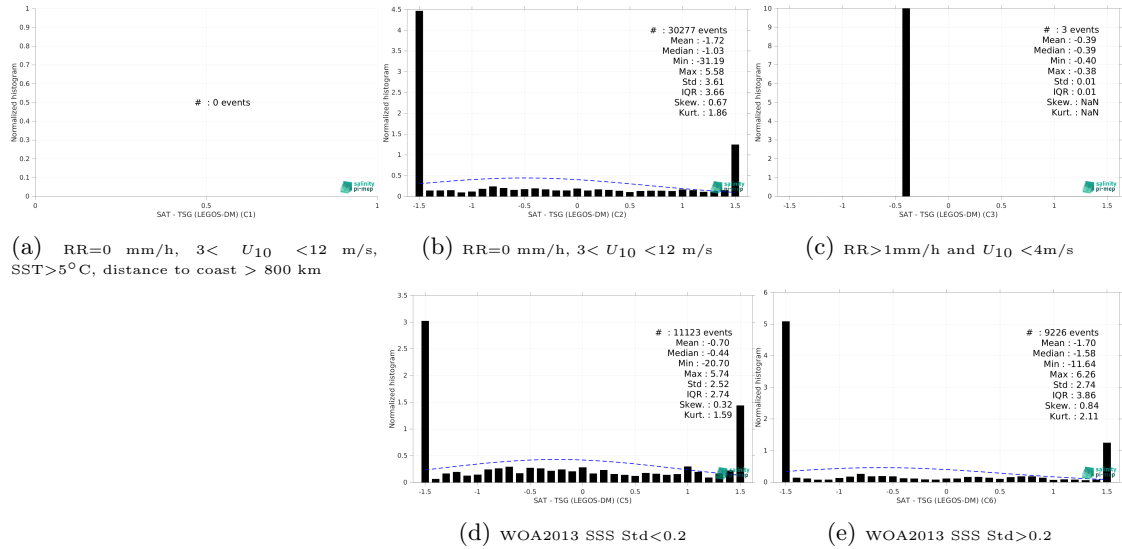 Normalized histogram
1
0.9
0.8
0.7
0.6
0.5
0.4
0.3
0.2
0.1
0
# : 0 events
salinity
pi-mep
0
0.5
1
SAT - TSG (LEGOS-DM) (C1)
(a) RR=0 mm/h, 3< U10 <12 m/s,
SST>5°C, distance to coast > 800 km
Normalized histogram
4.5
4
3.5
3
2.5
2
1.5
1
0.5
0
# : 30277 events
Mean : -1.72
Median : -1.03
Min : -31.19
Max : 5.58
Std : 3.61
IQR : 3.66
Skew. : 0.67
Kurt. : 1.86
salinity
pi-mep
-1.5
-1
-0.5
0
0.5
1
1.5
SAT - TSG (LEGOS-DM) (C2)
(b) RR=0 mm/h, 3< U10 <12 m/s
Normalized histogram
10
9
8
7
6
5
4
3
2
1
0
# : 3 events
Mean : -0.39
Median : -0.39
Min : -0.40
Max : -0.38
Std : 0.01
IQR : 0.01
Skew. : NaN
Kurt. : NaN
salinity
pi-mep
-1.5
-1
-0.5
0
0.5
1
1.5
SAT - TSG (LEGOS-DM) (C3)
(c) RR>1mm/h and U10 <4m/s
Normalized histogram
3.5
3
2.5
2
1.5
1
0.5
0
# : 11123 events
Mean : -0.70
Median : -0.44
Min : -20.70
Max : 5.74
Std : 2.52
IQR : 2.74
Skew. : 0.32
Kurt. : 1.59
salinity
pi-mep
-1.5
-1
-0.5
0
0.5
1
1.5
SAT - TSG (LEGOS-DM) (C5)
(d) WOA2013 SSS Std<0.2
Normalized histogram
6
5
4
3
2
1
0
# : 9226 events
Mean : -1.70
Median : -1.58
Min : -11.64
Max : 6.26
Std : 2.74
IQR : 3.86
Skew. : 0.84
Kurt. : 2.11
salinity
pi-mep
-1.5
-1
-0.5
0
0.5
1
1.5
SAT - TSG (LEGOS-DM) (C6)
(e) WOA2013 SSS Std>0.2